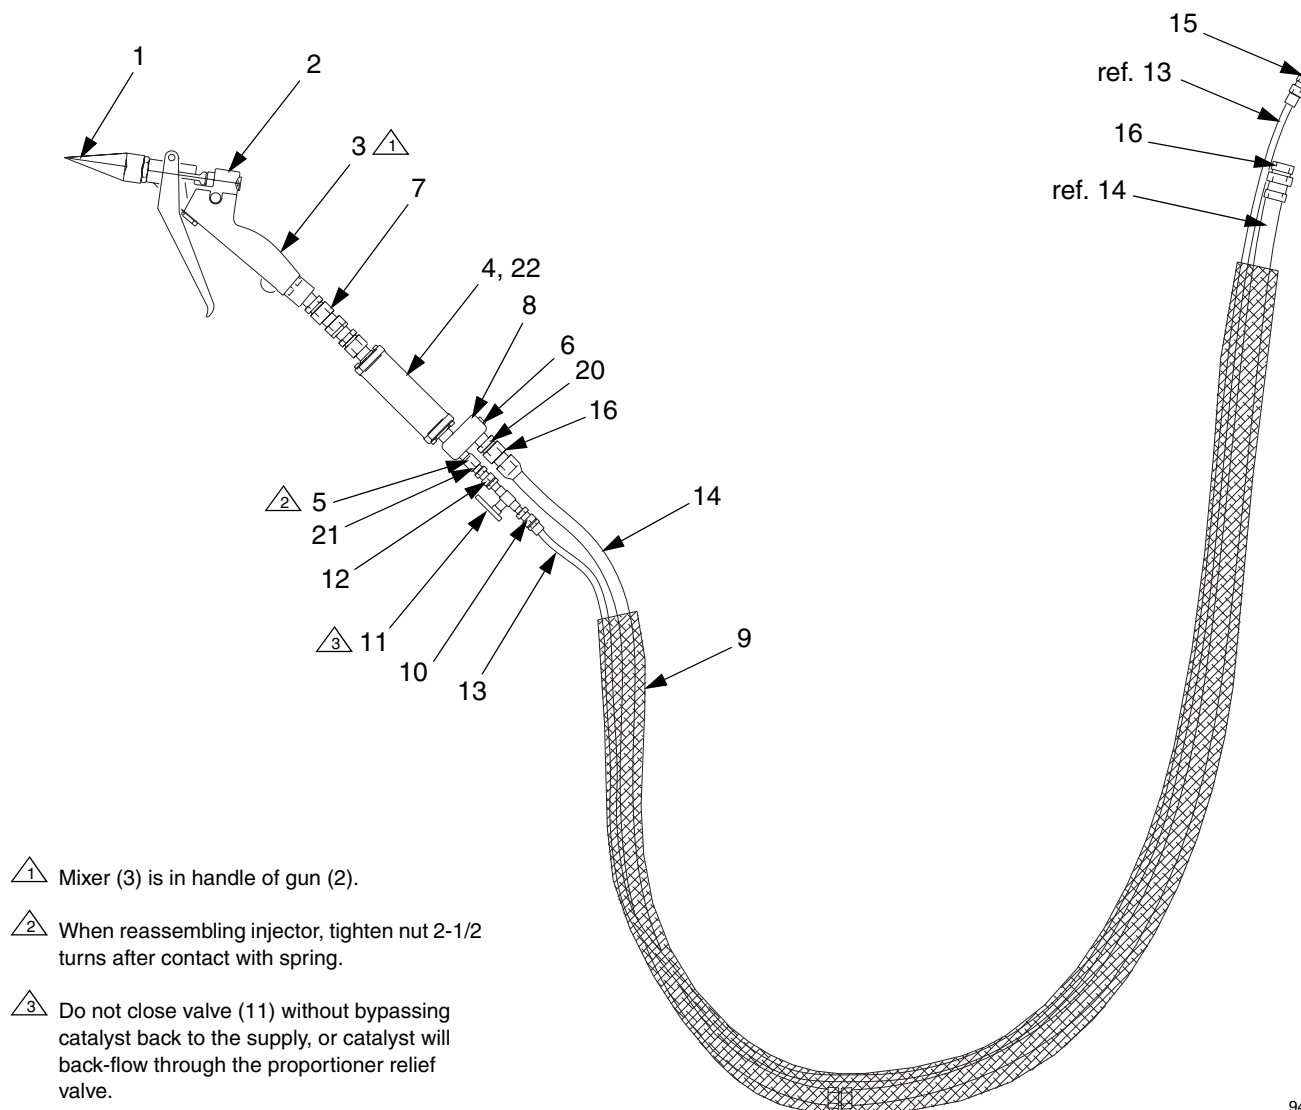 15
ref. 13
1
2
16
3 1
7
ref. 14
4, 22
8
6
20
16
2 5
14
21
12
3 11
9
10
13
1 Mixer (3) is in handle of gun (2).
2 When reassembling injector, tighten nut 2-1/2
turns after contact with spring.
3 Do not close valve (11) without bypassing
catalyst back to the supply, or catalyst will
back-flow through the proportioner relief
valve.